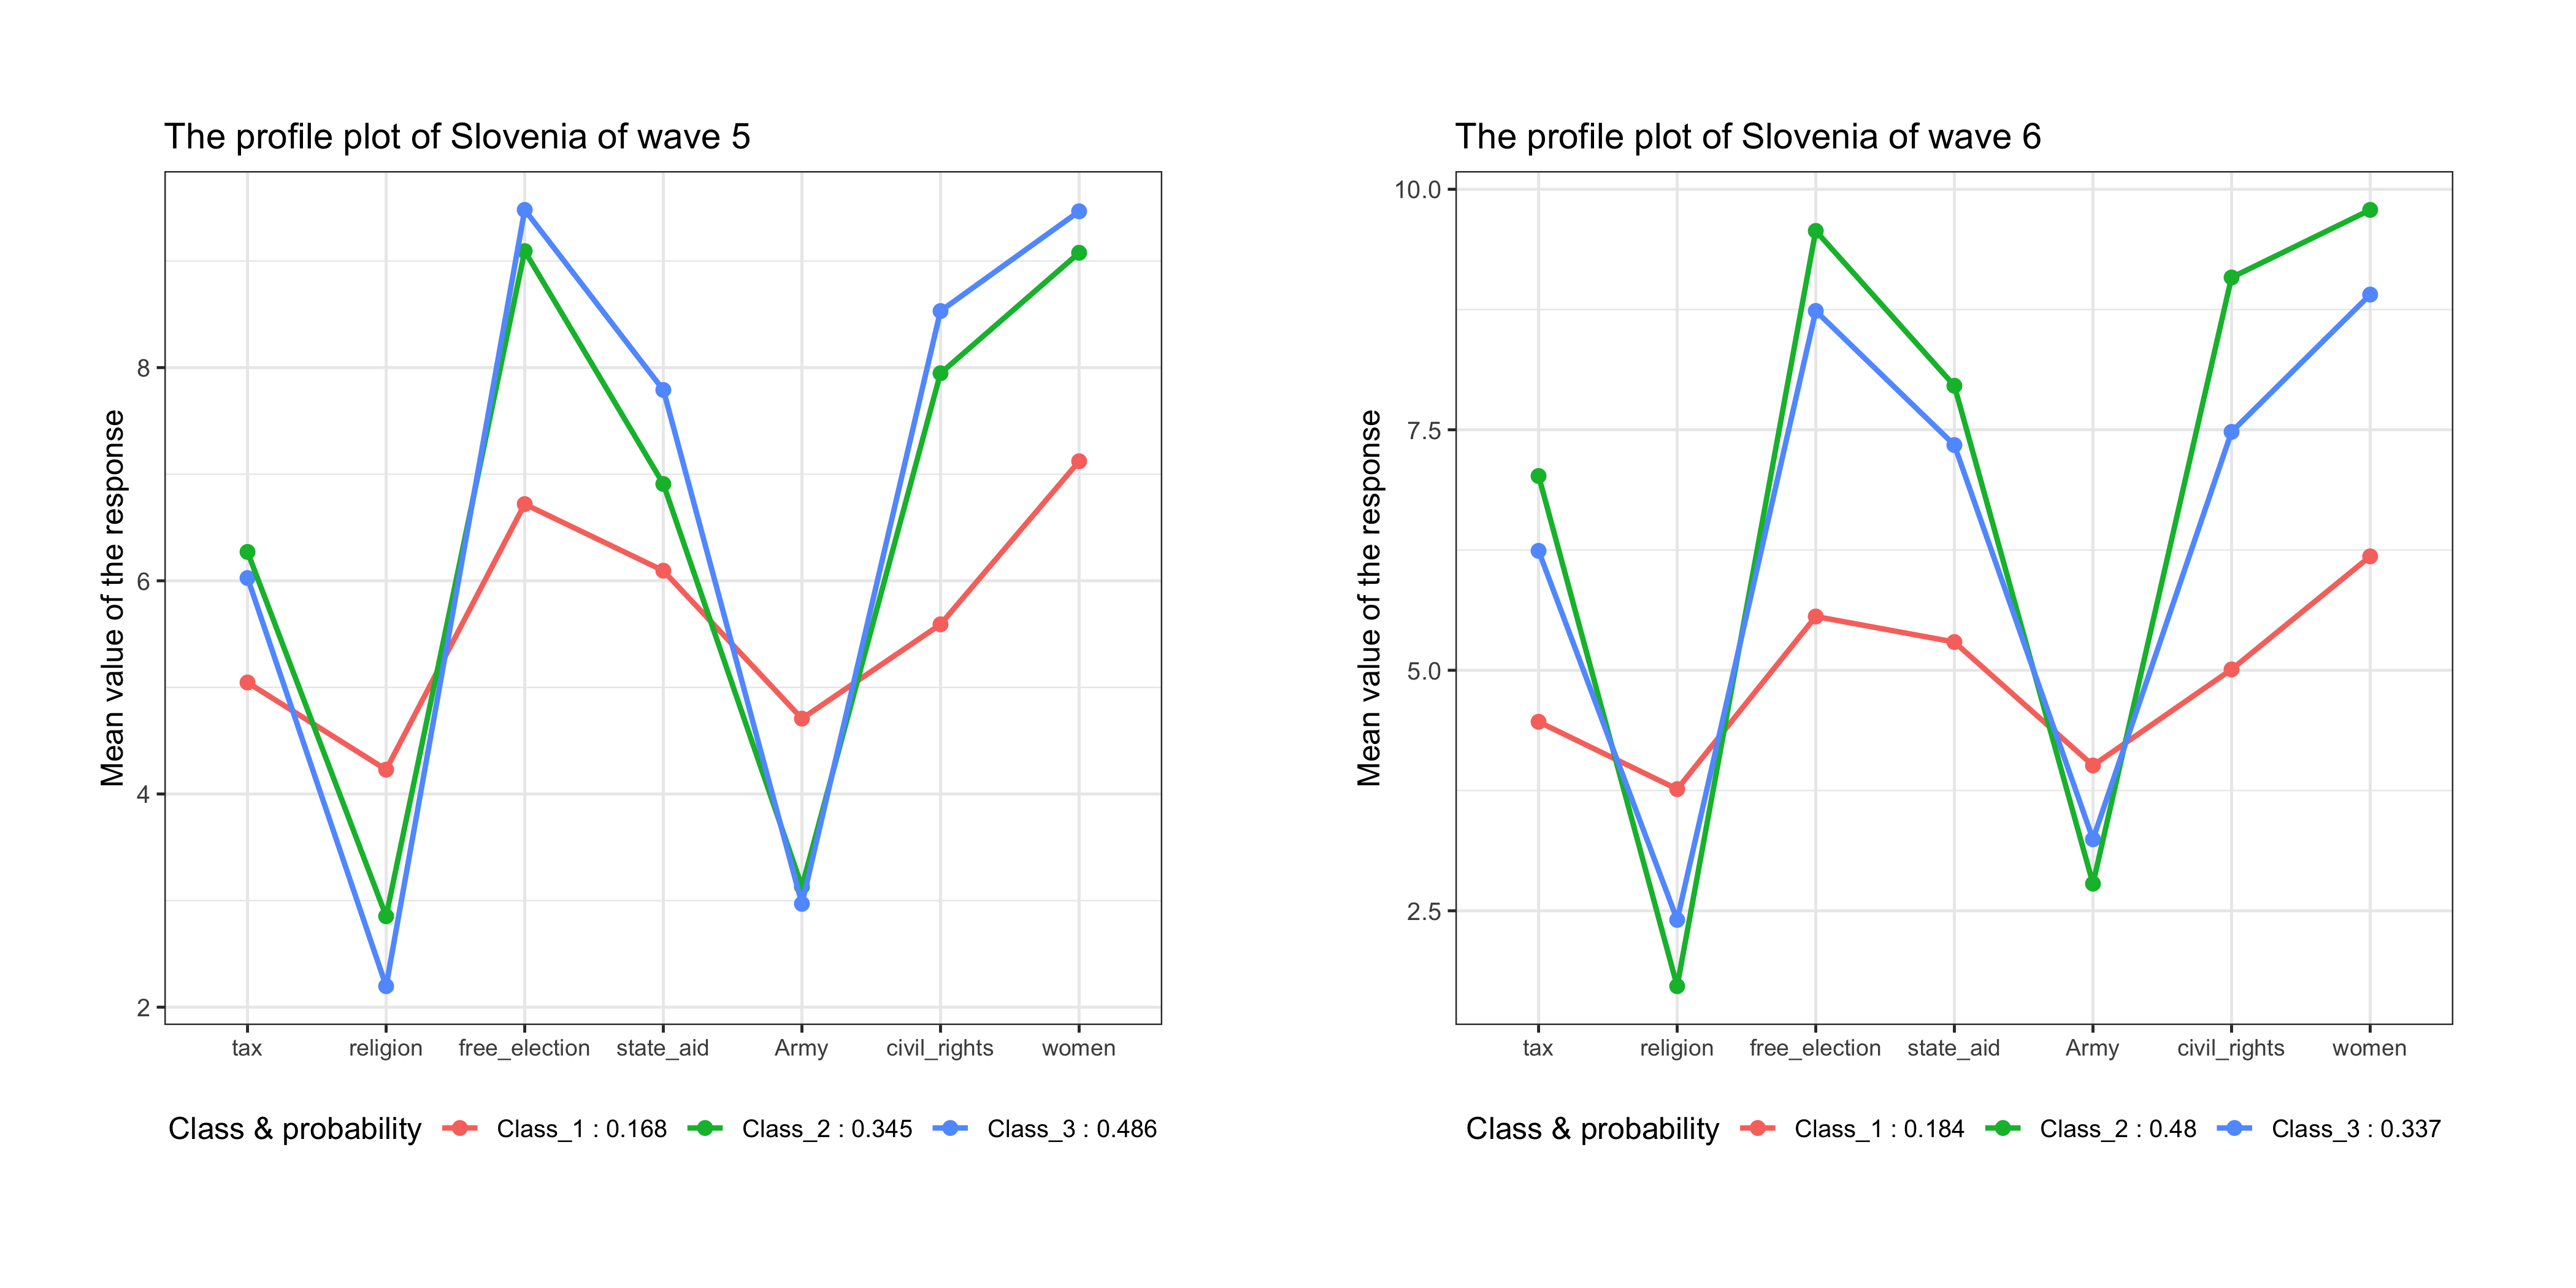 The profile plot of Slovenia of wave 5
Mean value of the response
8
6
4
2
tax religion free_election state_aid Army civil_rights women
Class & probability Class_1 : 0.168 Class_2 : 0.345 Class_3 : 0.486
The profile plot of Slovenia of wave 6
Mean value of the response
10.0
7.5
5.0
2.5
tax religion free_election state_aid Army civil_rights women
Class & probability Class_1 : 0.184 Class_2 : 0.48 Class_3 : 0.337